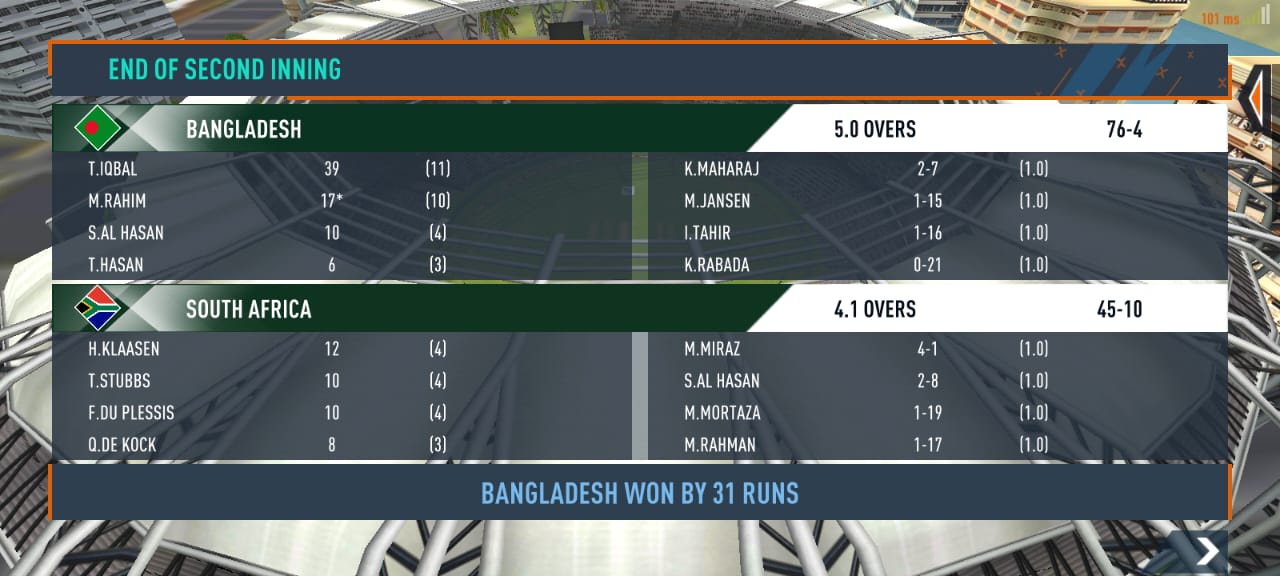 101 ms
END OF SECOND INNING
BANGLADESH 5.0 OVERS 76-4
T.IQBAL 39 (11) K.MAHARAJ 2-7 (1.0)
M.RAHIM 17* (10) M.JANSEN 1-15 (1.0)
S.AL HASAN 10 (4) I.TAHIR 1-16 (1.0)
T.HASAN 6 (3) K.RABADA 0-21 (1.0)
SOUTH AFRICA 4.1 OVERS 45-10
H.KLAASEN 12 (4) M.MIRAZ 4-1 (1.0)
T.STUBBS 10 (4) S.AL HASAN 2-8 (1.0)
F.DU PLESSIS 10 (4) M.MORTAZA 1-19 (1.0)
Q.DE KOCK 8 (3) M.RAHMAN 1-17 (1.0)
BANGLADESH WON BY 31 RUNS